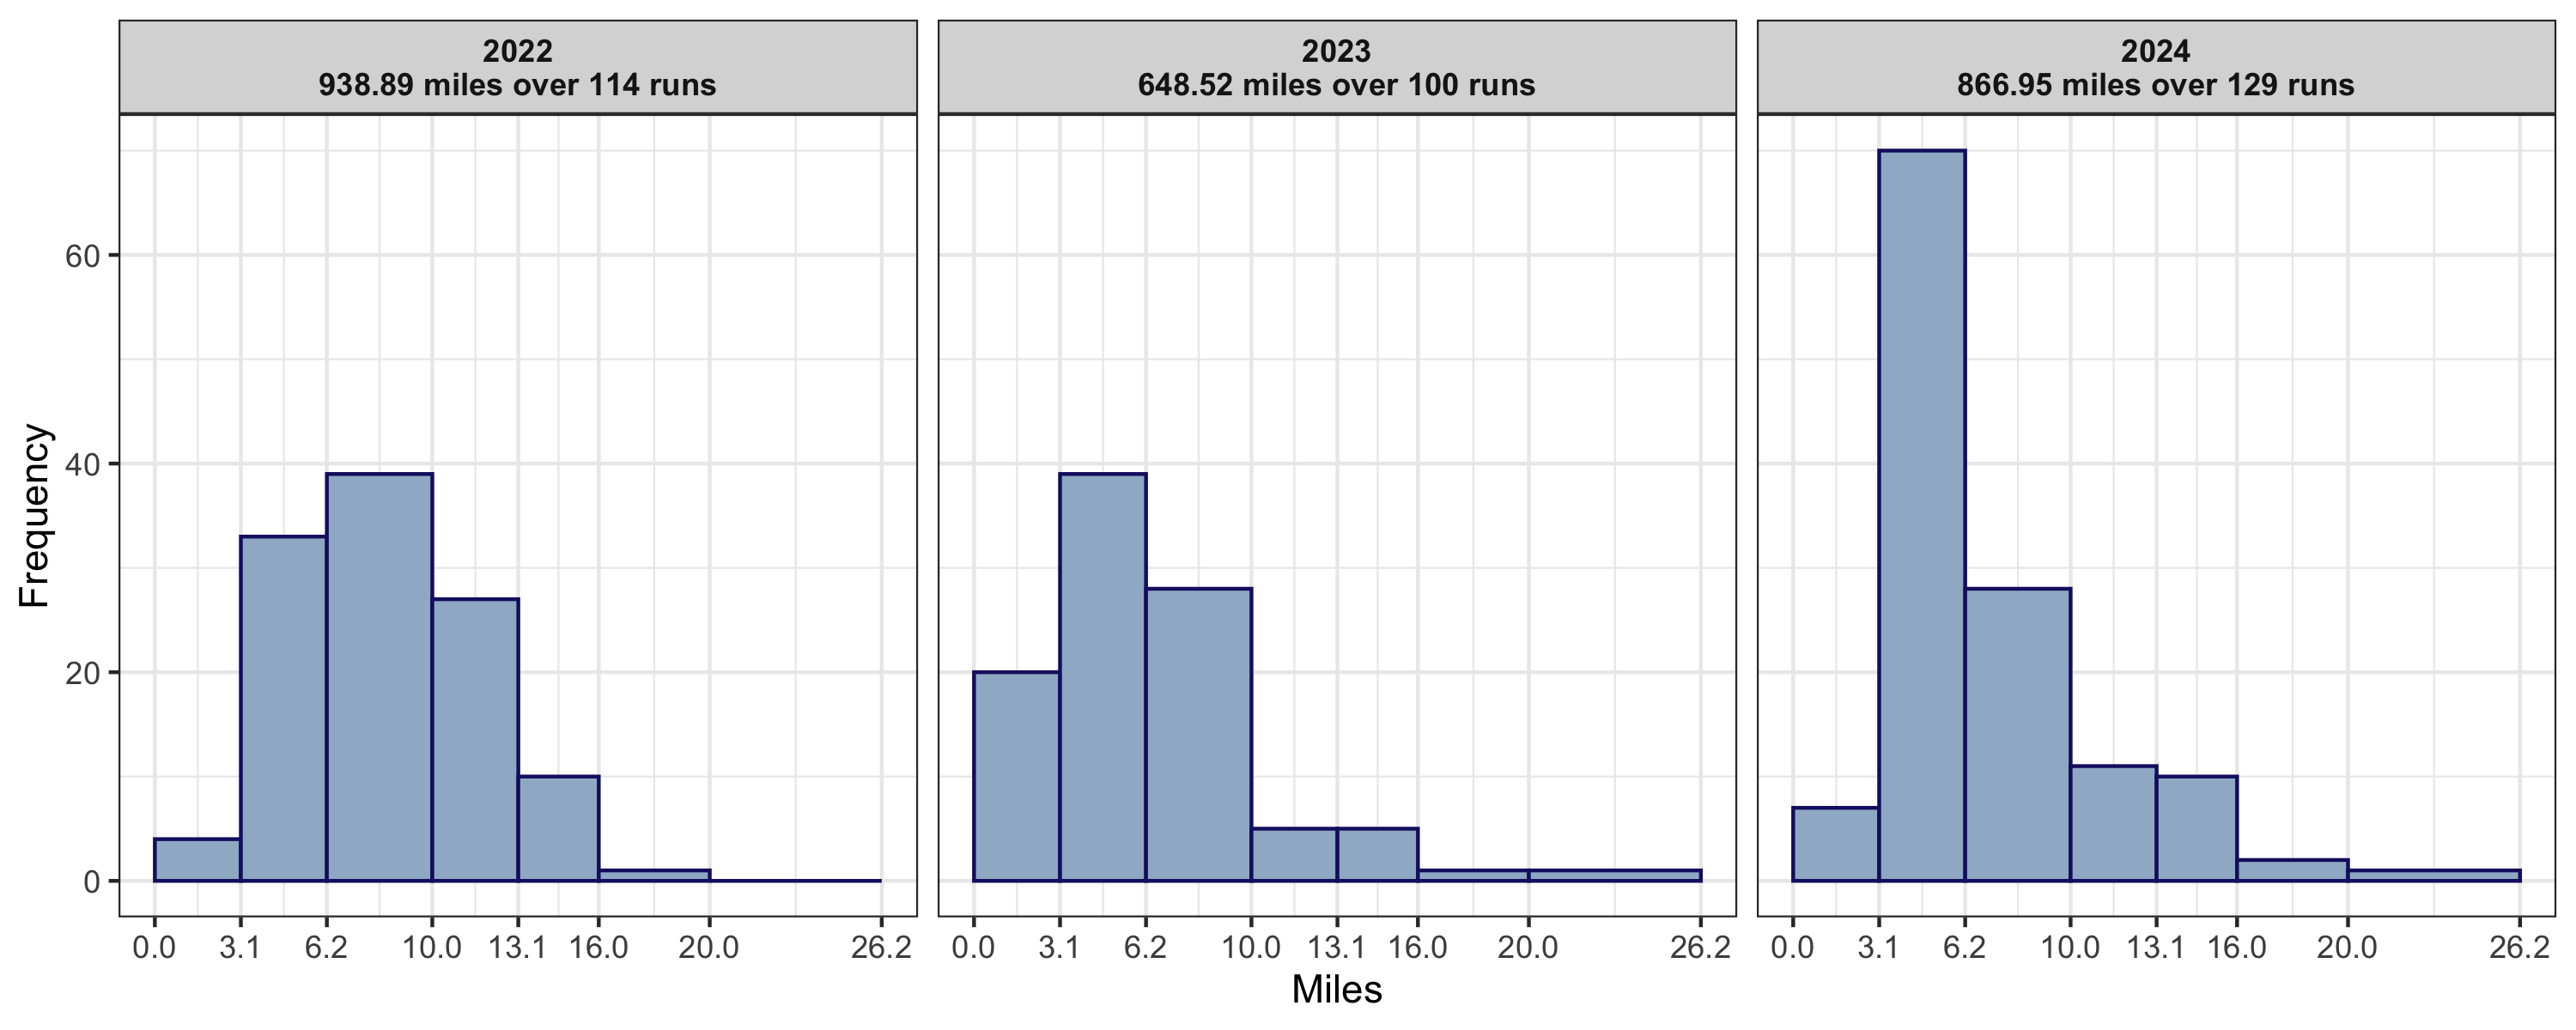 2022
938.89 miles over 114 runs
2023
648.52 miles over 100 runs
2024
866.95 miles over 129 runs
Frequency
60
40
20
0
0.0 3.1 6.2 10.0 13.1 16.0 20.0 26.2
0.0 3.1 6.2 10.0 13.1 16.0 20.0 26.2
0.0 3.1 6.2 10.0 13.1 16.0 20.0 26.2
Miles